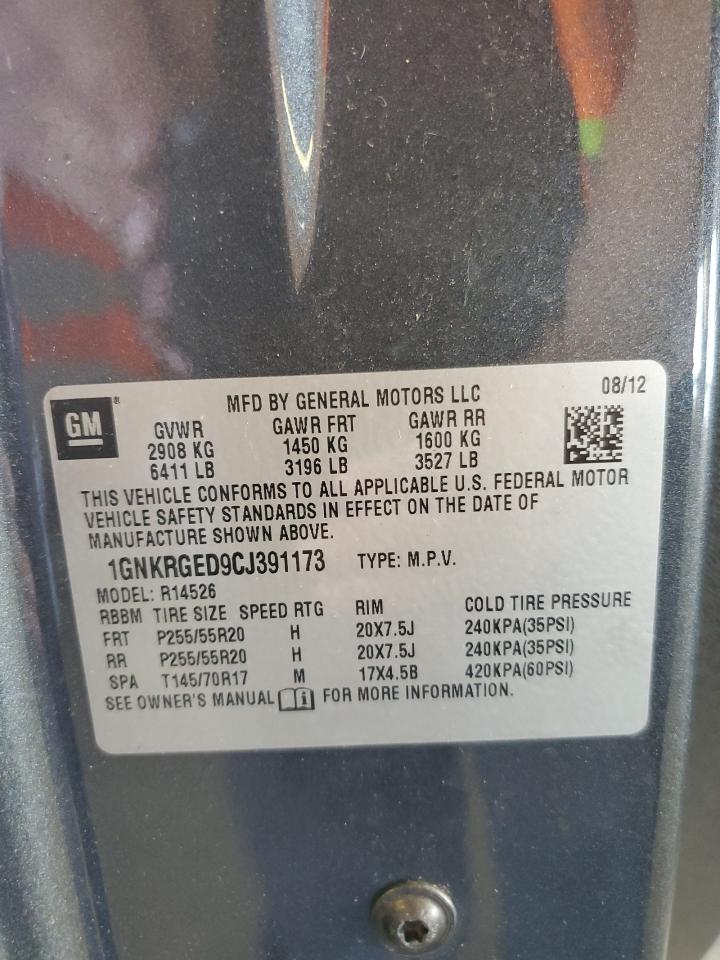 GM®
MFD BY GENERAL MOTORS LLC 08/12
GVWR GAWR FRT GAWR RR
2908 KG 1450 KG 1600 KG
6411 LB 3196 LB 3527 LB
THIS VEHICLE CONFORMS TO ALL APPLICABLE U.S. FEDERAL MOTOR
VEHICLE SAFETY STANDARDS IN EFFECT ON THE DATE OF
MANUFACTURE SHOWN ABOVE.
1GNKRGED9CJ391173 TYPE: M.P.V.
MODEL: R14526
RBBM TIRE SIZE SPEED RTG RIM COLD TIRE PRESSURE
FRT P255/55R20 H 20X7.5J 240KPA(35PSI)
RR P255/55R20 H 20X7.5J 240KPA(35PSI)
SPA T145/70R17 M 17X4.5B 420KPA(60PSI)
SEE OWNER'S MANUAL i FOR MORE INFORMATION.